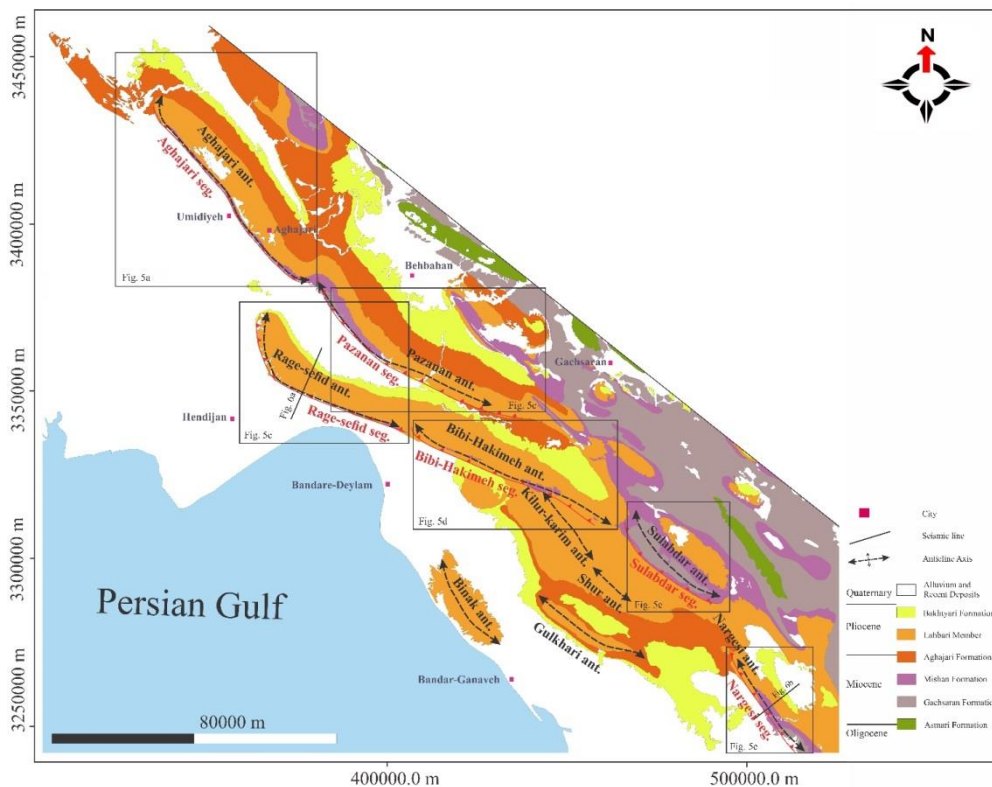 N
3450000 m
3400000 m
3350000 m
3300000 m
3250000 m
400000.0 m
500000.0 m
Aghajari ant.
Aghajari seg.
Umidiyeh
Aghajari
Fig. 5a
Behbahan
Pazanan ant.
Pazanan seg.
Gachsaran
Fig. 5c
Rage-sefid ant.
Fig. 6a
Rage-sefid seg.
Hendijan
Fig. 5c
Bibi-Hakimeh ant.
Bibi-Hakimeh seg.
Bandare-Deylam
Fig. 5d
Kilur-karim ant.
Sulabdar ant.
Sulabdar seg.
Fig. 5e
Shur ant.
Binak ant.
Gulkhari ant.
Nargesi ant.
Fig. 6b
Nargesi seg.
Fig. 5e
Persian Gulf
Bandar-Ganaveh
80000 m
City
Seismic line
Anticline Axis
Quaternary
Alluvium and
Recent Deposits
Pliocene
Bakhtyari Formation
Lahbari Member
Aghajari Formation
Miocene
Mishan Formation
Gachsaran Formatio
Oligocene
Asmari Formation